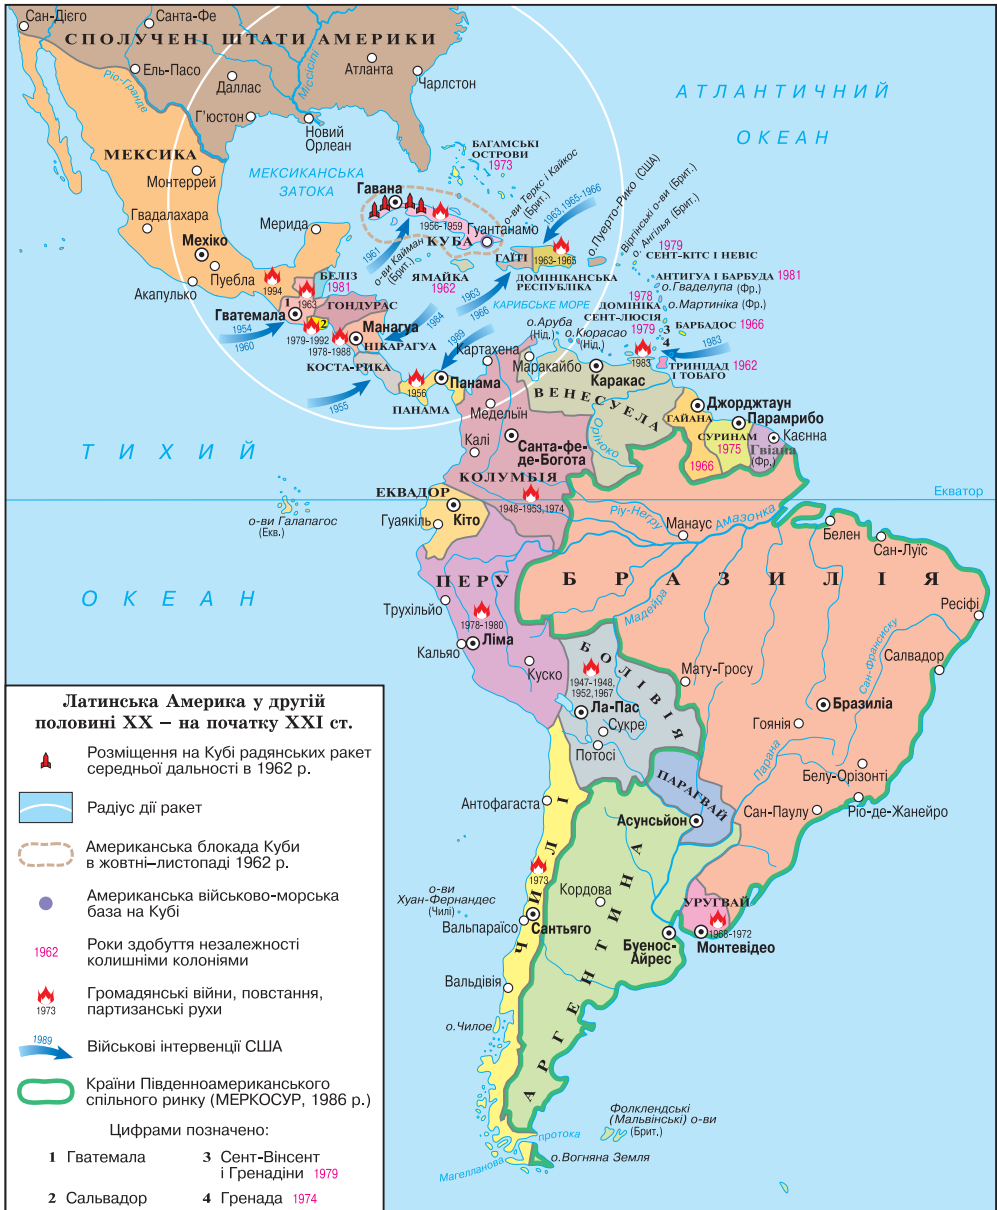 Сан-Дієго
Санта-Фе
СПОЛУЧЕНІ ШТАТИ АМЕРИКИ
Ель-Пасо
Атланта
Чарлстон
Даллас
Ріо-Гранде
Міссісіпі
Г'юстон
Новий
Орлеан
АТЛАНТИЧНИЙ
ОКЕАН
МЕКСИКА
Монтеррей
МЕКСИКАНСЬКА
ЗАТОКА
БАГАМСЬКІ
ОСТРОВИ
1973
Гавана
Гвадалахара
Мерида
Мехіко
Пуебла
Акапулько
1994
1956-1959
Гуантанамо
КУБА
1961
о-ви Кайман
(Брит.)
о-ви Теркс і Кайкос
(Брит.)
1963,1965-1966
о.Пуерто-Рико (США)
Віргінські о-ви (Брит.)
о. Ангілья (Брит.)
ГАЇТІ
1963-1965
ДОМІНІКАНСЬКА
РЕСПУБЛІКА
ЯМАЙКА
1962
1963
КАРИБСЬКЕ МОРЕ
1979
СЕНТ-КІТС І НЕВІС
АНТИГУА І БАРБУДА 1981
о.Гваделупа (Фр.)
1978
ДОМІНІКА
о.Мартиніка (Фр.)
СЕНТ-ЛЮСІЯ
1979
3
4
БАРБАДОС 1966
1983
1983
ТРИНІДАД
І ТОБАГО
1962
БЕЛІЗ
1981
1
1963
ГОНДУРАС
Гватемала
2
1954
1960
1979-1992
1978-1988
Манагуа
НІКАРАГУА
1984
1989
1966
КОСТА-РИКА
1955
1956
Панама
ПАНАМА
Картахена
о.Аруба
(Нід.)
о.Кюрасао
(Нід.)
Маракайбо
Каракас
ВЕНЕСУЕЛА
Оріноко
Медельїн
Калі
Санта-фе-
де-Богота
КОЛУМБІЯ
1948-1953,1974
Джорджтаун
ГАЙАНА
1966
Парамрибо
СУРИНАМ
1975
Каєнна
Гвіана
(Фр.)
ТИХИЙ
ОКЕАН
Екватор
о-ви Галапагос
(Екв.)
ЕКВАДОР
Гуаякіль
Кіто
Ріу-Негру
Манаус
Амазонка
Белен
Сан-Луїс
ПЕРУ
БРАЗИЛІЯ
Ресіфі
Трухільйо
1978-1980
Кальяо
Ліма
Куско
Мадейра
Сан-Франсиску
Салвадор
БОЛІВІЯ
1947-1948,
1952,1967
Мату-Гросу
Ла-Пас
Сукре
Потосі
Бразиліа
Гоянія
Парана
Белу-Орізонті
Сан-Паулу
Ріо-де-Жанейро
ПАРАГВАЙ
Асунсьйон
Антофагаста
ЧИЛІ
1973
о-ви
Хуан-Фернандес
(Чилі)
Вальпараїсо
Сантьяго
Кордова
АРГЕНТИНА
УРУГВАЙ
1968-1972
Буенос-
Айрес
Монтевідео
Вальдівія
о.Чилое
Фолклендські
(Мальвінські) о-ви
(Брит.)
Магелланова
протока
о.Вогняна Земля
Латинська Америка у другій
половині XX – на початку XXI ст.
Розміщення на Кубі радянських ракет
середньої дальності в 1962 р.
Радіус дії ракет
Американська блокада Куби
в жовтні–листопаді 1962 р.
Американська військово-морська
база на Кубі
1962
Роки здобуття незалежності
колишніми колоніями
1973
Громадянські війни, повстання,
партизанські рухи
1989
Військові інтервенції США
Країни Південноамериканського
спільного ринку (МЕРКОСУР, 1986 р.)
Цифрами позначено:
1 Гватемала
2 Сальвадор
3 Сент-Вінсент
і Гренадіни 1979
4 Гренада 1974